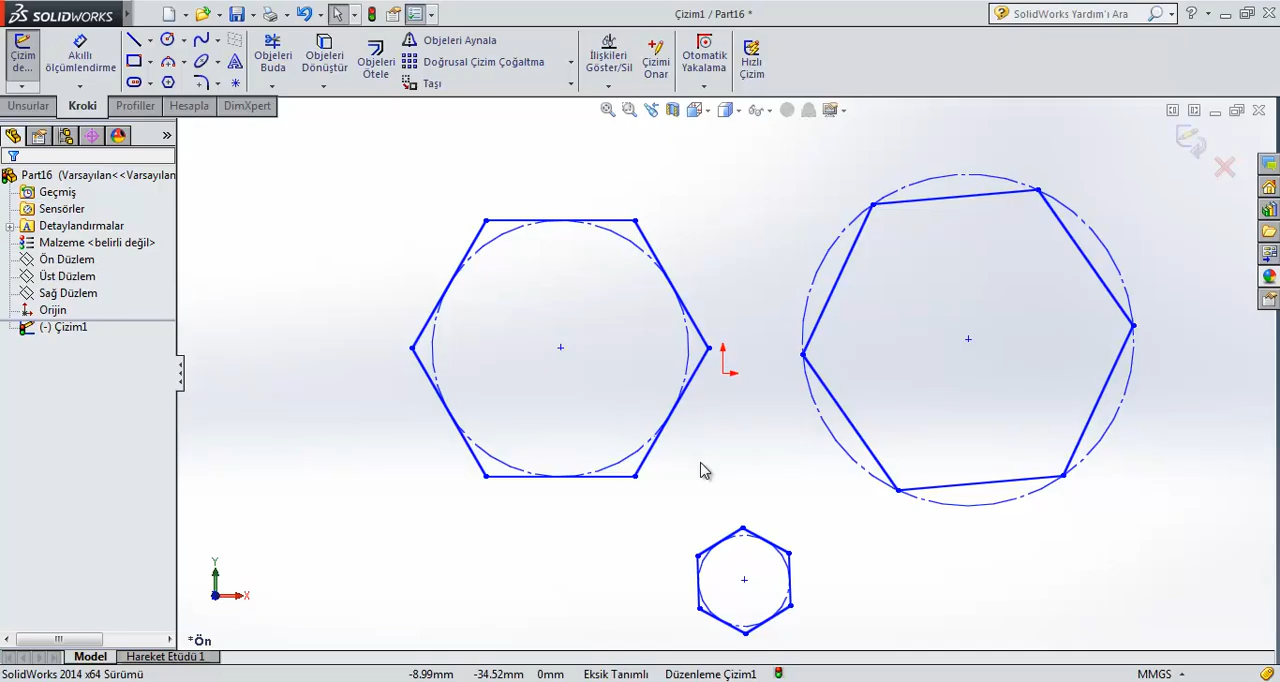 SOLIDWORKS
Çizim1 / Part16 *
SolidWorks Yardım'ı Ara
Çizim de...
Akıllı ölçümlendirme
Objeleri Buda
Objeleri Dönüştür
Objeleri Ötele
Objeleri Aynala
Doğrusal Çizim Çoğaltma
Taşı
İlişkileri Göster/Sil
Çizimi Onar
Otomatik Yakalama
Hızlı Çizim
Unsurlar Kroki Profiller Hesapla DimXpert
Part16 (Varsayılan<<Varsayılan
Geçmiş
Sensörler
Detaylandırmalar
Malzeme <belirli değil>
Ön Düzlem
Üst Düzlem
Sağ Düzlem
Orijin
(-) Çizim1
Y
X
*Ön
Model Hareket Etüdü 1
SolidWorks 2014 x64 Sürümü -8.99mm -34.52mm 0mm Eksik Tanımlı Düzenleme Çizim1 MMGS